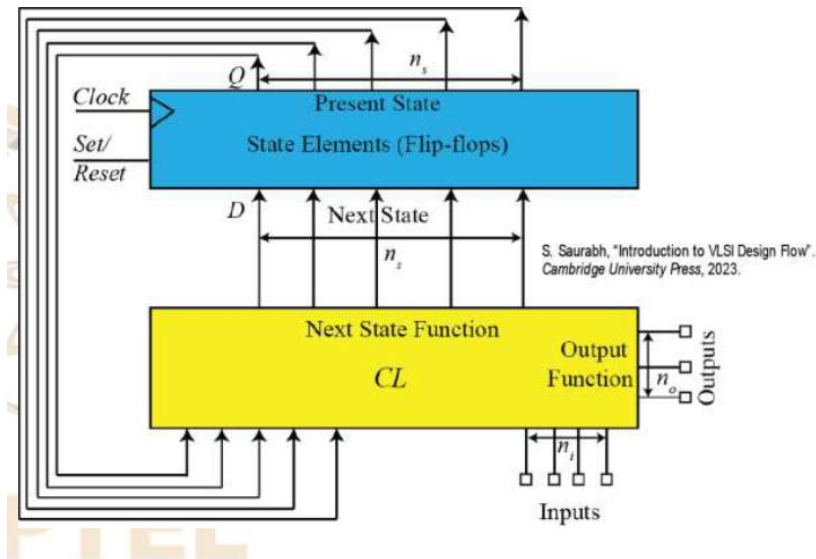 n_s
Q
Clock
Present State
State Elements (Flip-flops)
Set/
Reset
D
Next State
n_s
S. Saurabh, "Introduction to VLSI Design Flow",
Cambridge University Press, 2023.
Next State Function
CL
Output
Function
n_o
Outputs
n_i
Inputs
PTEL